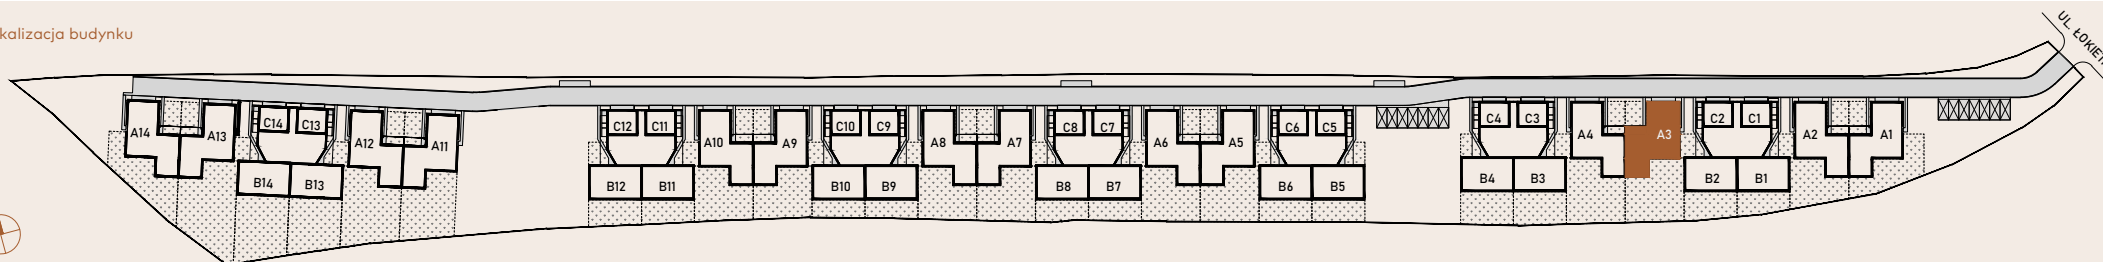 kalizacja budynku
UL. ŁOKIET
C14 C13 C12 C11 C10 C9 C8 C7 C6 C5 C4 C3 C2 C1
A14 A13 A12 A11 A10 A9 A8 A7 A6 A5 A4 A3 A2 A1
B14 B13 B12 B11 B10 B9 B8 B7 B6 B5 B4 B3 B2 B1